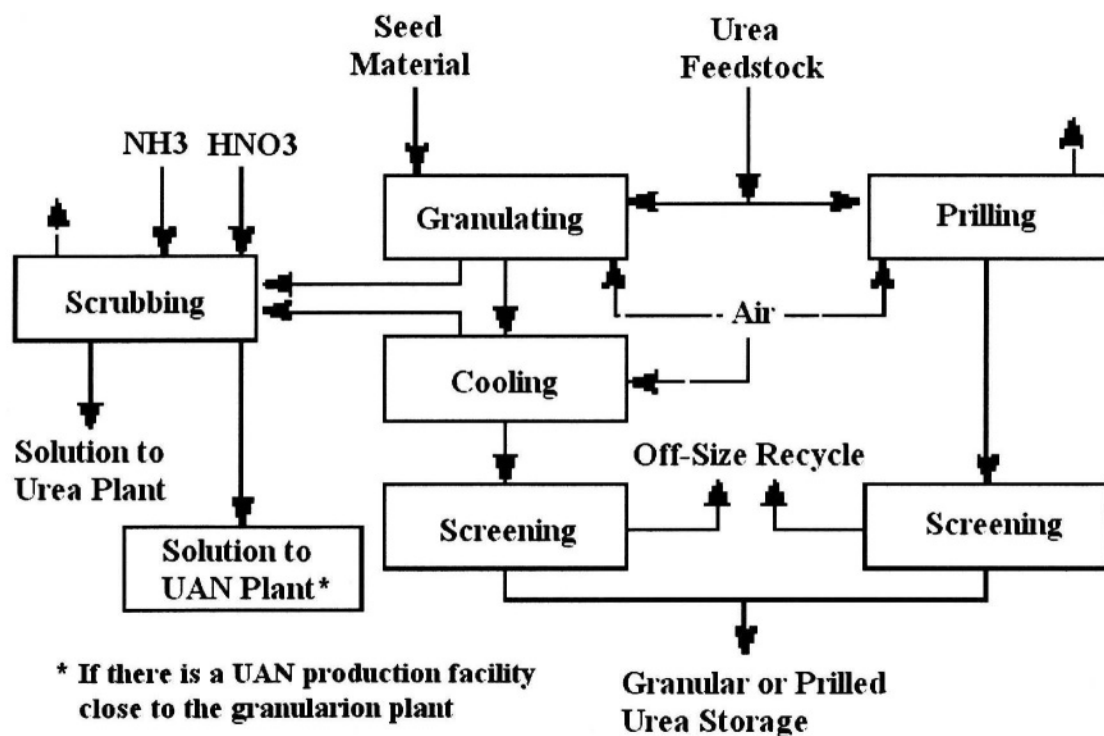 Seed
Material
Urea
Feedstock
NH3 HNO3
Granulating
Prilling
Scrubbing
Air
Cooling
Solution to
Urea Plant
Off-Size Recycle
Screening
Screening
Solution to
UAN Plant*
* If there is a UAN production facility
close to the granularion plant
Granular or Prilled
Urea Storage